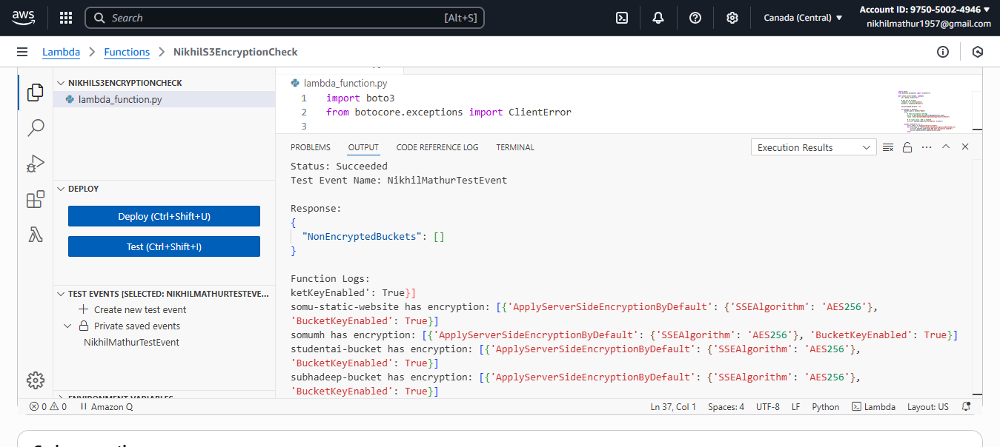 aws
Search [Alt+S]
Canada (Central)
Account ID: 9750-5002-4946
nikhilmathur1957@gmail.com
Lambda > Functions > NikhilS3EncryptionCheck
NIKHILS3ENCRYPTIONCHECK
lambda_function.py
DEPLOY
Deploy (Ctrl+Shift+U)
Test (Ctrl+Shift+I)
TEST EVENTS [SELECTED: NIKHILMATHURTESTEVE...
Create new test event
Private saved events
NikhilMathurTestEvent
ENVIRONMENT VARIABLES
lambda_function.py
1 import boto3
2 from botocore.exceptions import ClientError
3
PROBLEMS OUTPUT CODE REFERENCE LOG TERMINAL Execution Results
Status: Succeeded
Test Event Name: NikhilMathurTestEvent
Response:
{
"NonEncryptedBuckets": []
}
Function Logs:
ketKeyEnabled': True}]
somu-static-website has encryption: [{'ApplyServerSideEncryptionByDefault': {'SSEAlgorithm': 'AES256'},
'BucketKeyEnabled': True}]
somumh has encryption: [{'ApplyServerSideEncryptionByDefault': {'SSEAlgorithm': 'AES256'}, 'BucketKeyEnabled': True}]
studentai-bucket has encryption: [{'ApplyServerSideEncryptionByDefault': {'SSEAlgorithm': 'AES256'},
'BucketKeyEnabled': True}]
subhadeep-bucket has encryption: [{'ApplyServerSideEncryptionByDefault': {'SSEAlgorithm': 'AES256'},
'BucketKeyEnabled': True}]
0 0 Amazon Q Ln 37, Col 1 Spaces: 4 UTF-8 LF Python Lambda Layout: US